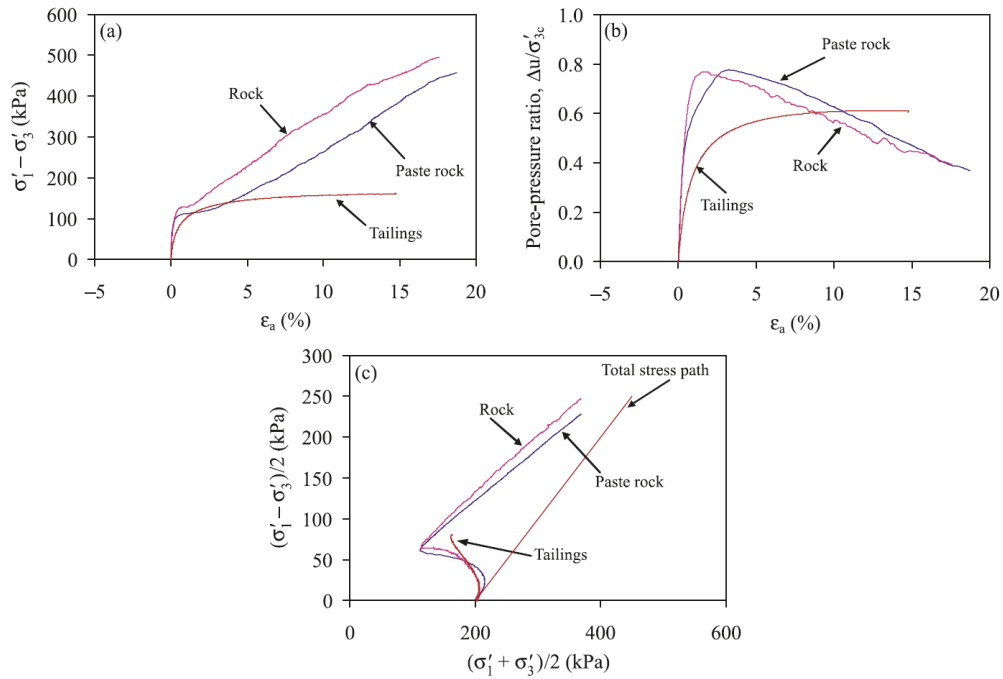 (a)
600
500
400
300
200
100
0
σ′₁ − σ′₃ (kPa)
Rock
Paste rock
Tailings
−5 0 5 10 15 20
εₐ (%)
(b)
1.0
0.8
0.6
0.4
0.2
0.0
Pore-pressure ratio, Δu/σ′₃c
Paste rock
Rock
Tailings
−5 0 5 10 15 20
εₐ (%)
(c)
300
250
200
150
100
50
0
(σ′₁ − σ′₃)/2 (kPa)
Total stress path
Rock
Paste rock
Tailings
0 200 400 600
(σ′₁ + σ′₃)/2 (kPa)